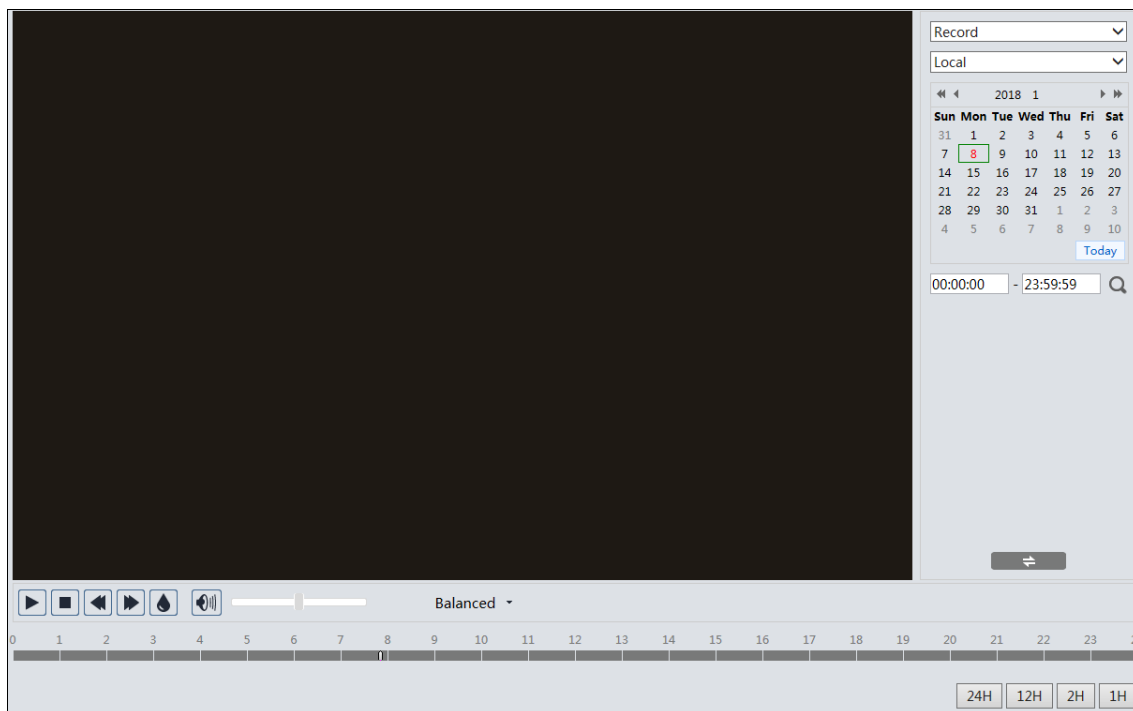 Record
Local
2018 1
Sun Mon Tue Wed Thu Fri Sat
31 1 2 3 4 5 6
7 8 9 10 11 12 13
14 15 16 17 18 19 20
21 22 23 24 25 26 27
28 29 30 31 1 2 3
4 5 6 7 8 9 10
Today
00:00:00 - 23:59:59
Balanced
0 1 2 3 4 5 6 7 8 9 10 11 12 13 14 15 16 17 18 19 20 21 22 23
24H 12H 2H 1H